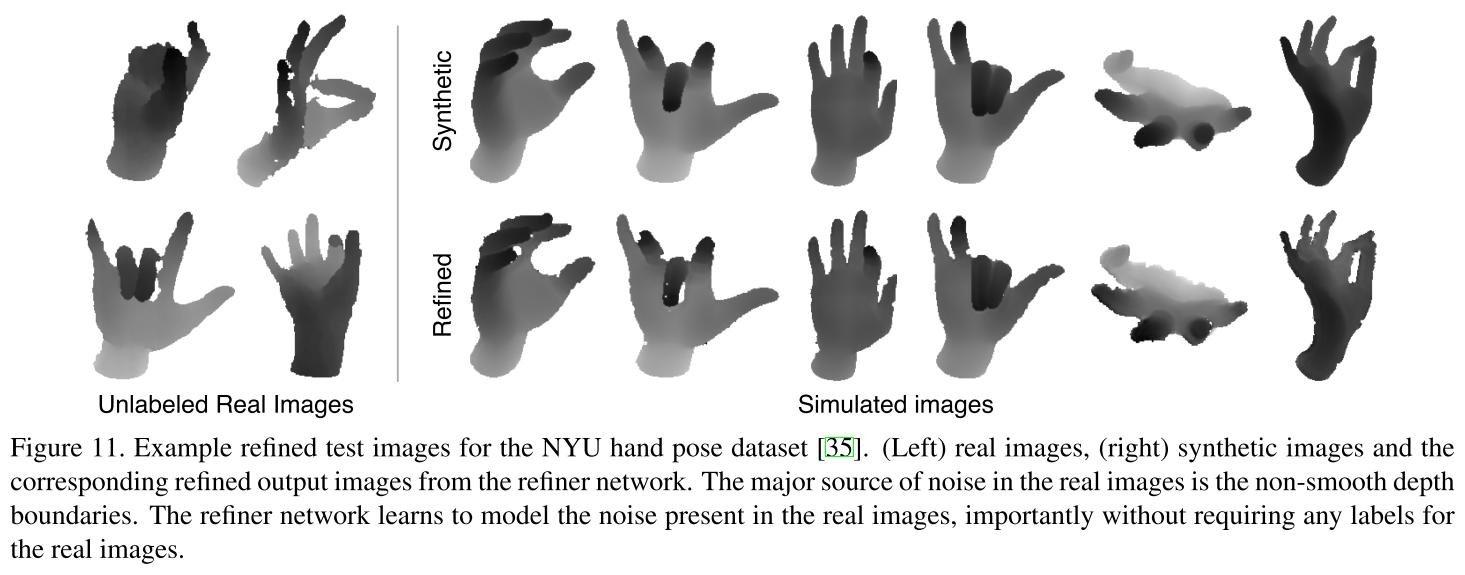 Synthetic
Refined
Unlabeled Real Images
Simulated images
Figure 11. Example refined test images for the NYU hand pose dataset [35]. (Left) real images, (right) synthetic images and the
corresponding refined output images from the refiner network. The major source of noise in the real images is the non-smooth depth
boundaries. The refiner network learns to model the noise present in the real images, importantly without requiring any labels for
the real images.